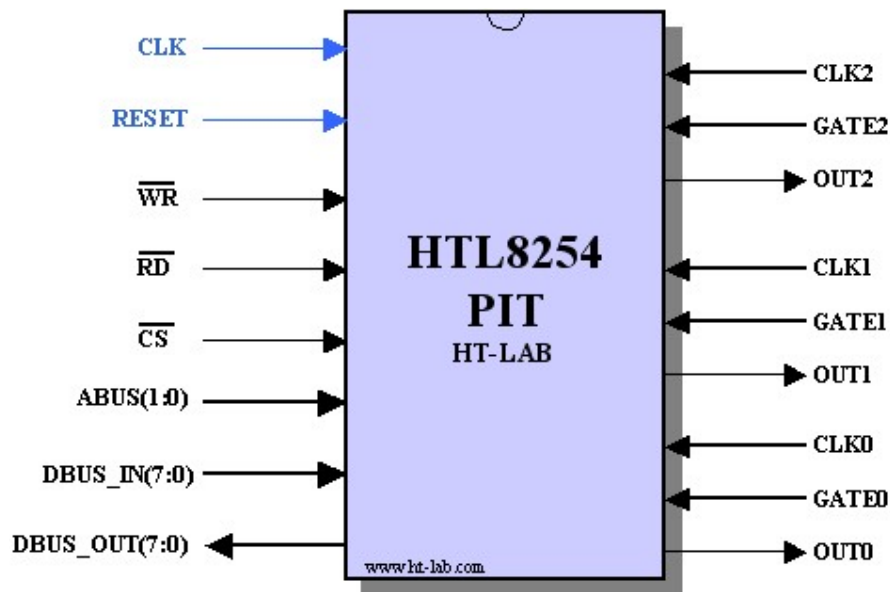 CLK
RESET
WR
RD
CS
ABUS(1:0)
DBUS_IN(7:0)
DBUS_OUT(7:0)
HTL8254
PIT
HT-LAB
www.ht-lab.com
CLK2
GATE2
OUT2
CLK1
GATE1
OUT1
CLK0
GATE0
OUT0